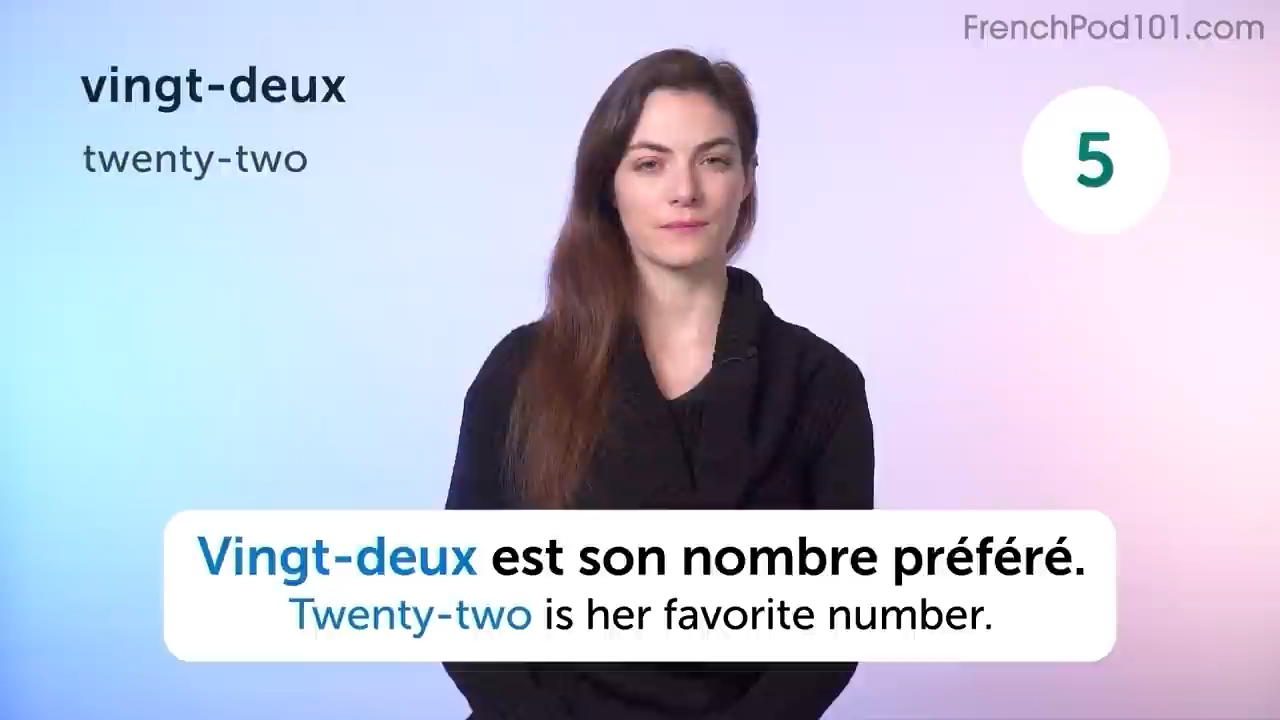 FrenchPod101.com
vingt-deux
twenty-two
5
Vingt-deux est son nombre préféré.
Twenty-two is her favorite number.